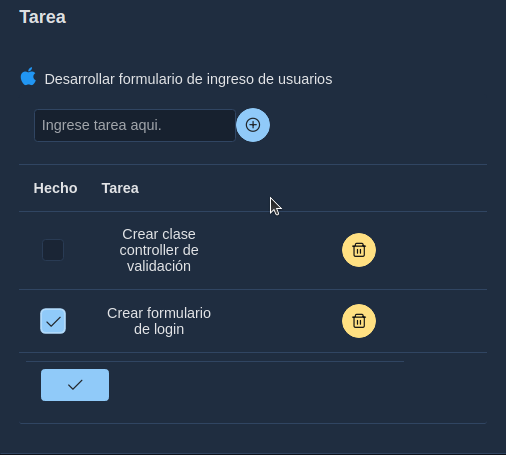 Tarea
Desarrollar formulario de ingreso de usuarios
Ingrese tarea aqui.
Hecho Tarea
Crear clase
controller de
validación
Crear formulario
de login